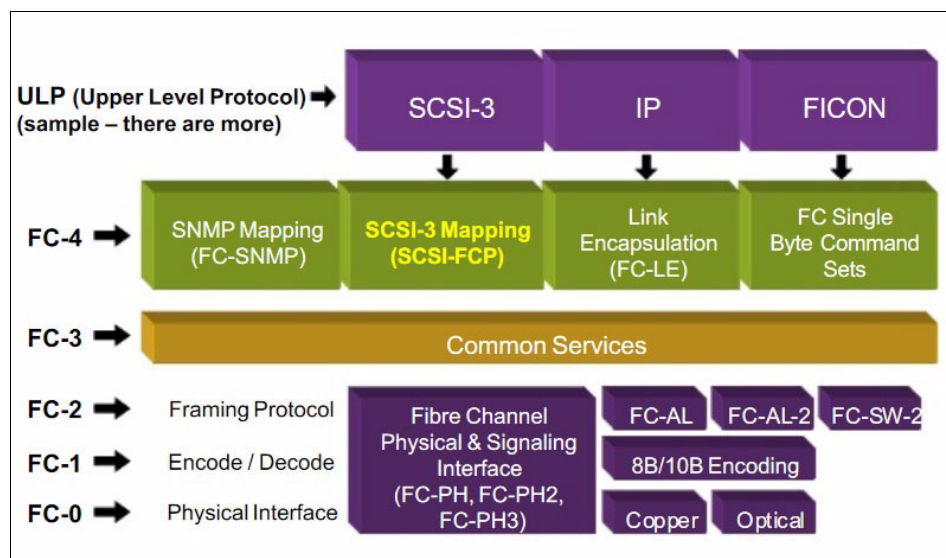 ULP (Upper Level Protocol)
(sample – there are more)
SCSI-3
IP
FICON
FC-4
SNMP Mapping
(FC-SNMP)
SCSI-3 Mapping
(SCSI-FCP)
Link
Encapsulation
(FC-LE)
FC Single
Byte Command
Sets
FC-3
Common Services
FC-2
Framing Protocol
Fibre Channel
Physical & Signaling
Interface
(FC-PH, FC-PH2,
FC-PH3)
FC-AL
FC-AL-2
FC-SW-2
FC-1
Encode / Decode
8B/10B Encoding
FC-0
Physical Interface
Copper
Optical